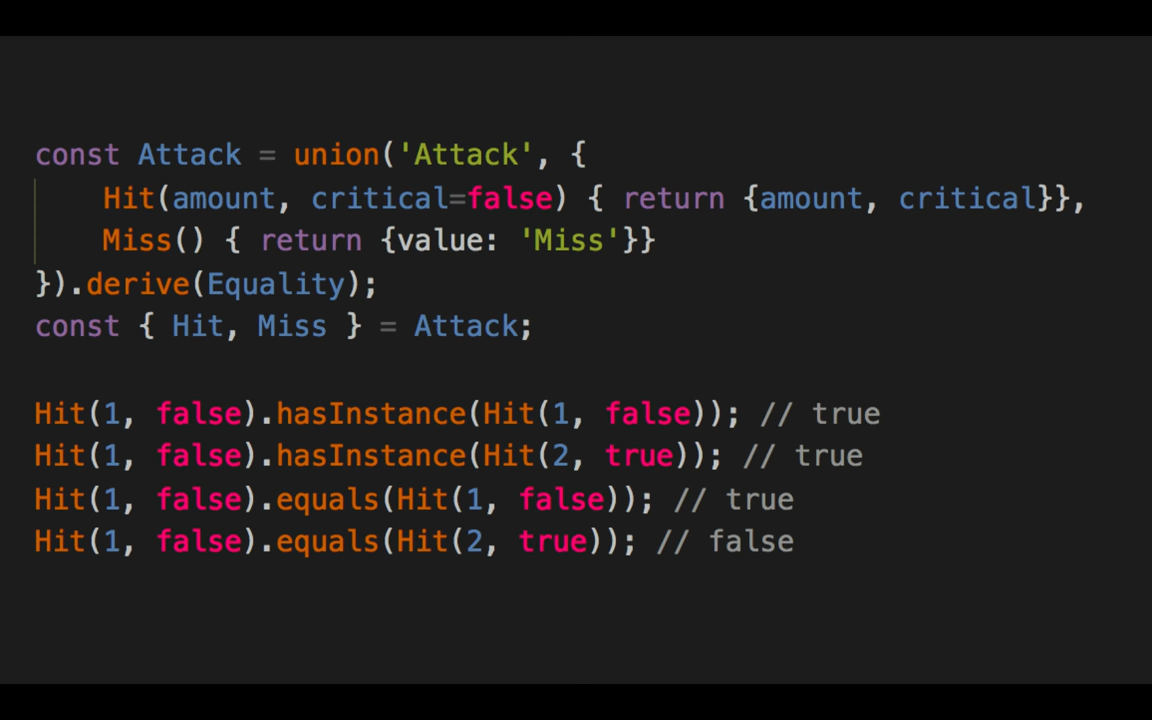 const Attack = union('Attack', {
    Hit(amount, critical=false) { return {amount, critical}},
    Miss() { return {value: 'Miss'}}
}).derive(Equality);
const { Hit, Miss } = Attack;
Hit(1, false).hasInstance(Hit(1, false)); // true
Hit(1, false).hasInstance(Hit(2, true)); // true
Hit(1, false).equals(Hit(1, false)); // true
Hit(1, false).equals(Hit(2, true)); // false